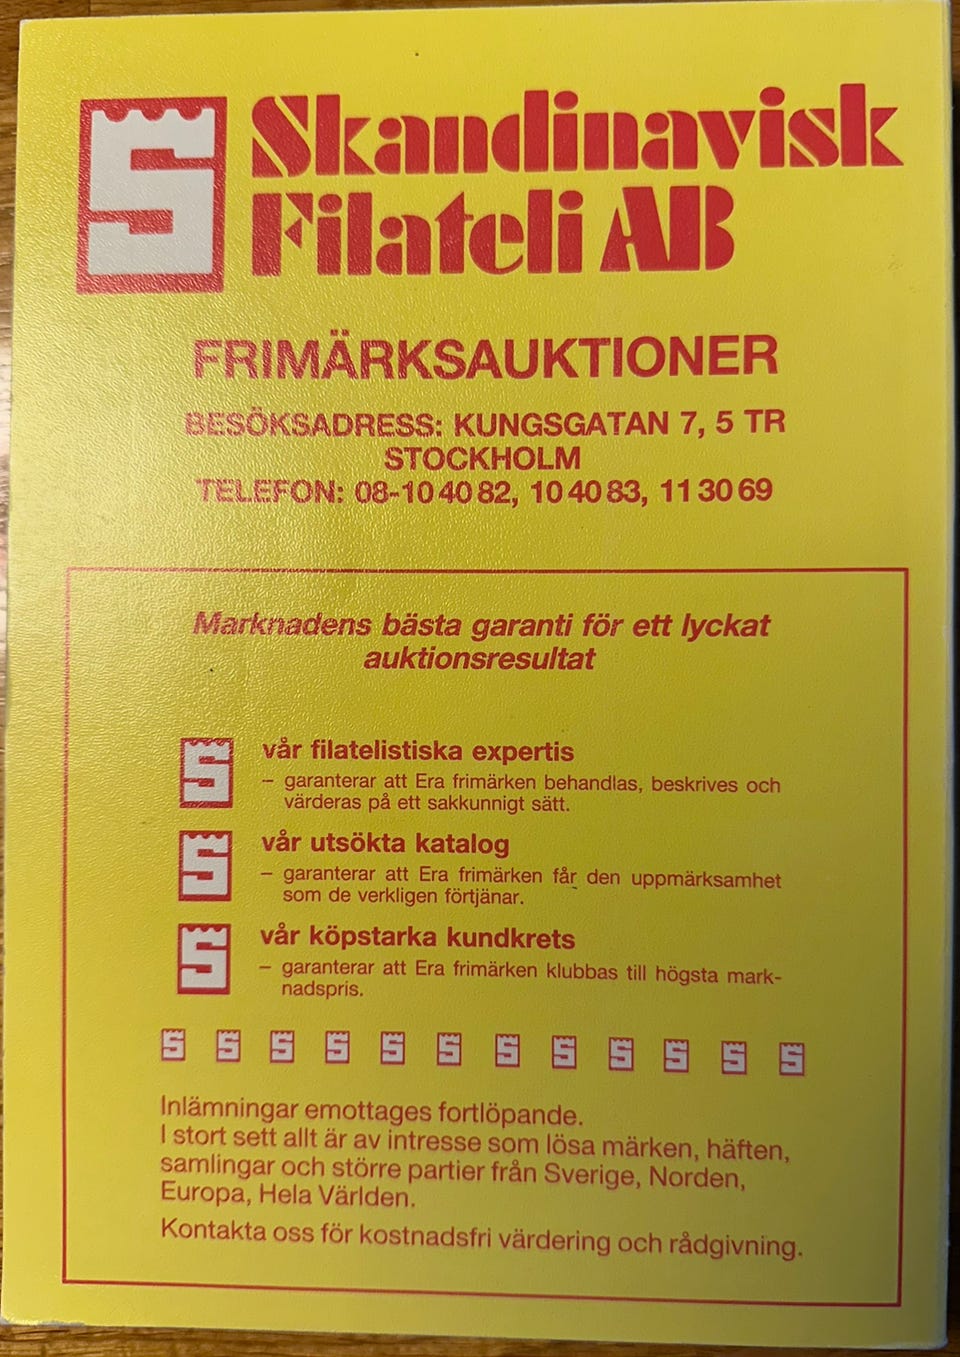 S Skandinavisk
Filateli AB
FRIMÄRKSAUKTIONER
BESÖKSADRESS: KUNGSGATAN 7, 5 TR
STOCKHOLM
TELEFON: 08-10 40 82, 10 40 83, 11 30 69
Marknadens bästa garanti för ett lyckat
auktionsresultat
S vår filatelistiska expertis
– garanterar att Era frimärken behandlas, beskrives och
värderas på ett sakkunnigt sätt.
S vår utsökta katalog
– garanterar att Era frimärken får den uppmärksamhet
som de verkligen förtjänar.
S vår köpstarka kundkrets
– garanterar att Era frimärken klubbas till högsta mark-
nadspris.
S S S S S S S S S S S S
Inlämningar emottages fortlöpande.
I stort sett allt är av intresse som lösa märken, häften,
samlingar och större partier från Sverige, Norden,
Europa, Hela Världen.
Kontakta oss för kostnadsfri värdering och rådgivning.